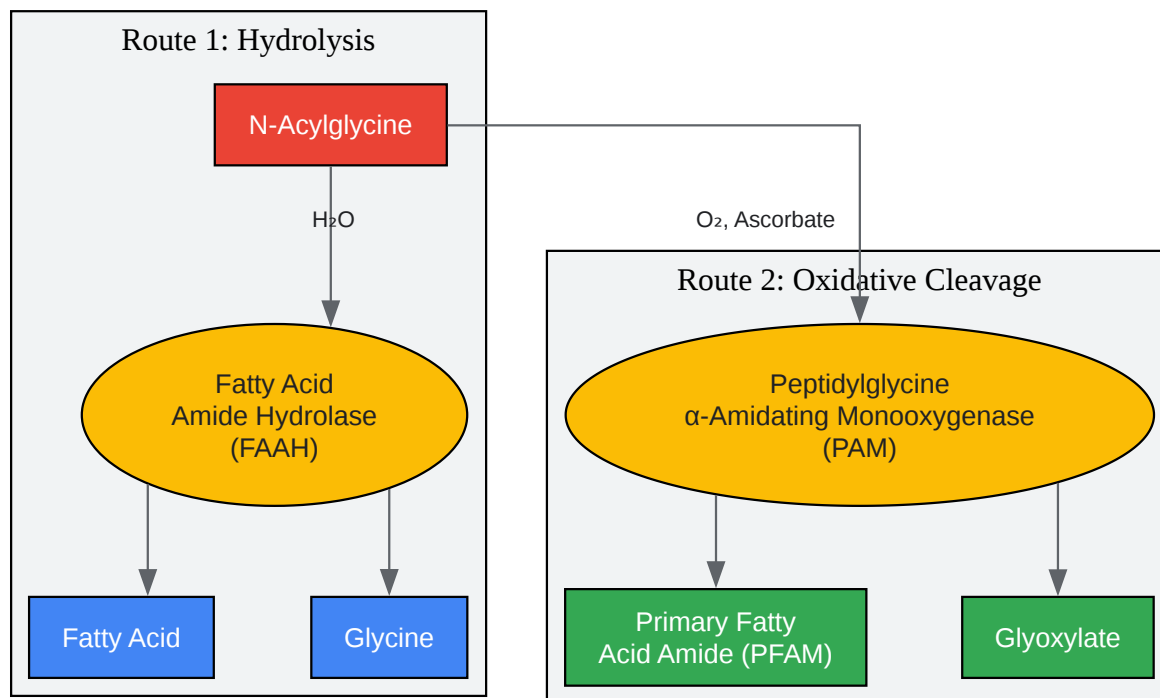 Route 1: Hydrolysis
N-Acylglycine
H₂O
O₂, Ascorbate
Route 2: Oxidative Cleavage
Fatty Acid
Amide Hydrolase
(FAAH)
Peptidylglycine
α-Amidating Monooxygenase
(PAM)
Fatty Acid
Glycine
Primary Fatty
Acid Amide (PFAM)
Glyoxylate